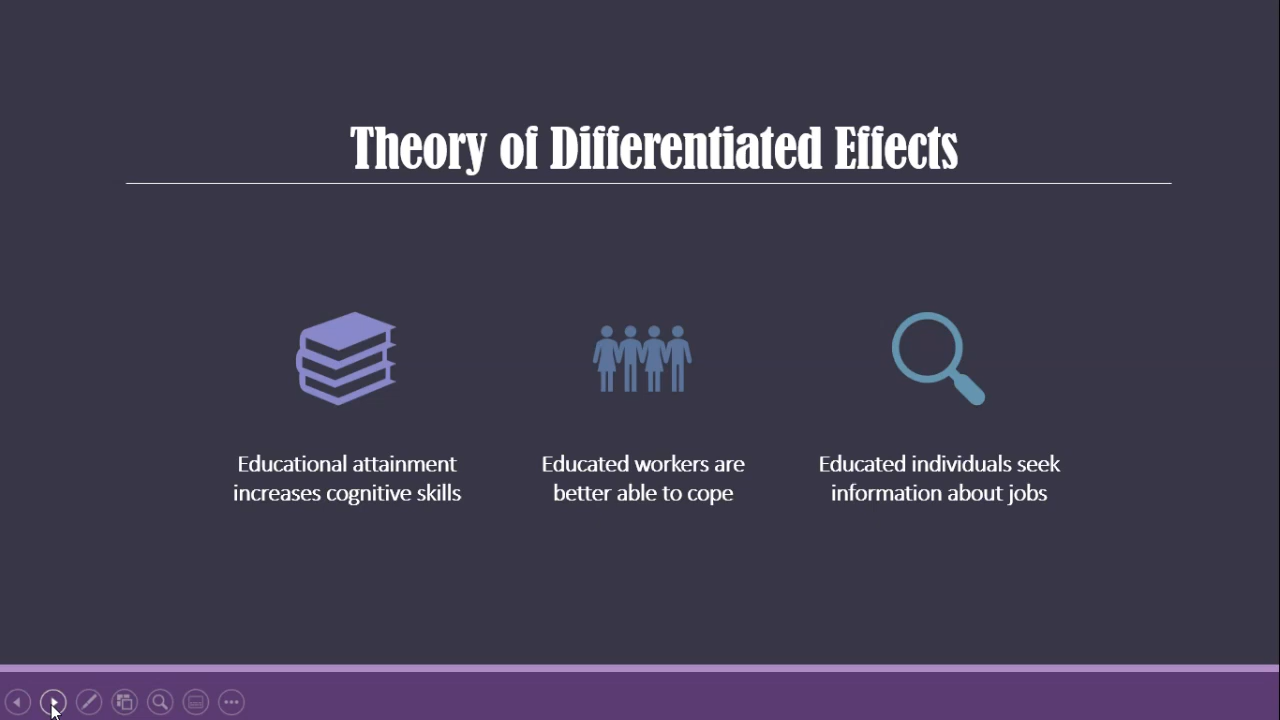 Theory of Differentiated Effects
Educational attainment
increases cognitive skills
Educated workers are
better able to cope
Educated individuals seek
information about jobs